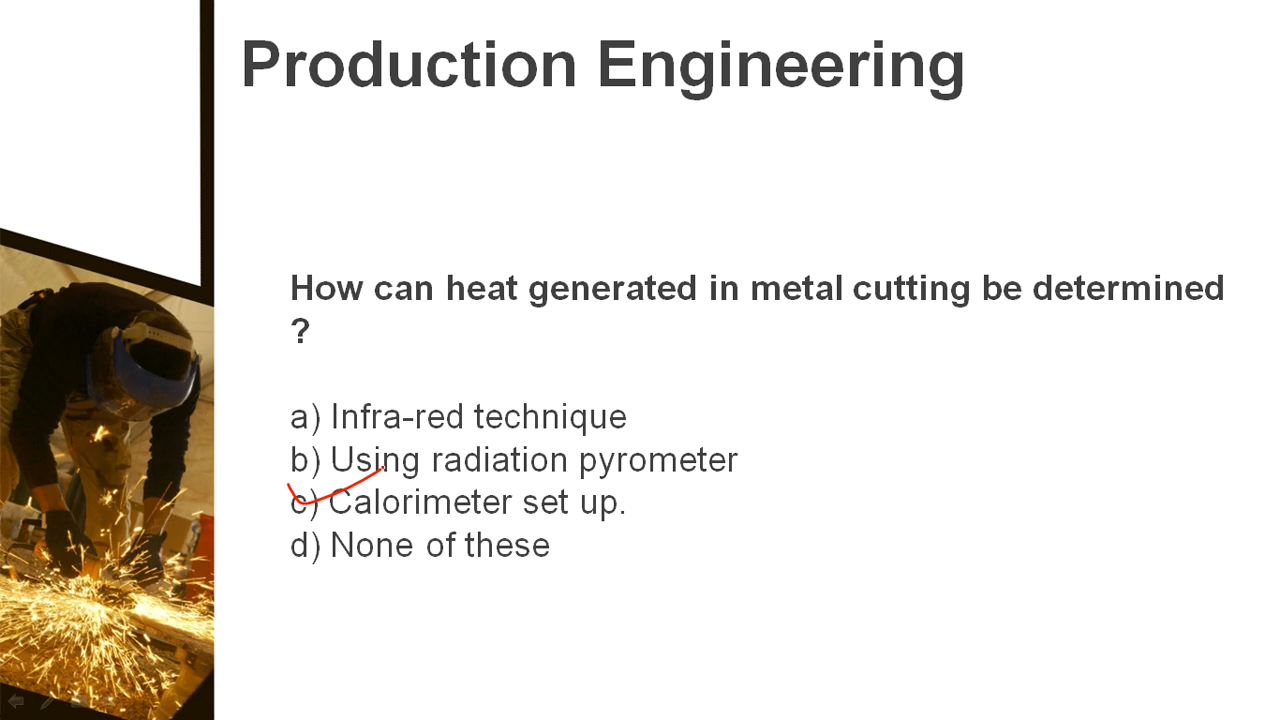 Production Engineering
How can heat generated in metal cutting be determined
?
a) Infra-red technique
b) Using radiation pyrometer
c) Calorimeter set up.
d) None of these